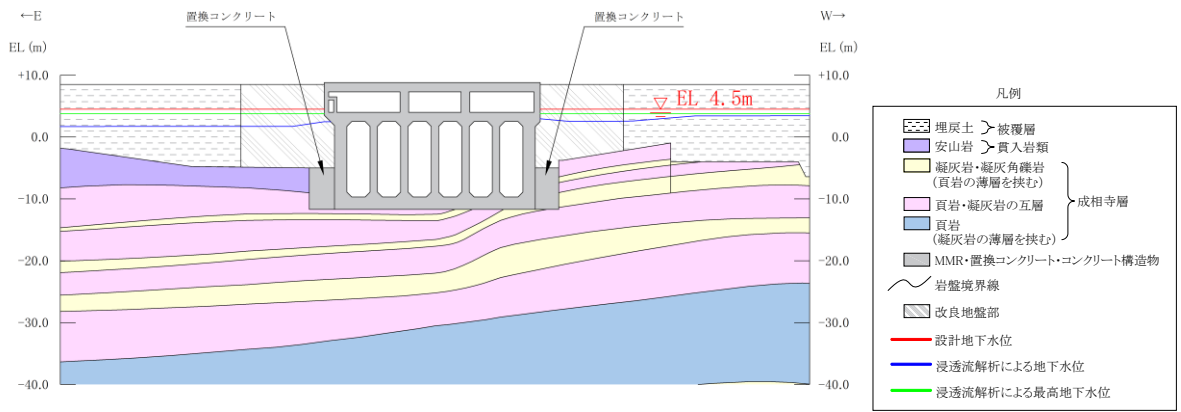 ←E
置換コンクリート
置換コンクリート
W→
EL (m)
EL (m)
+10.0
0.0
-10.0
-20.0
-30.0
-40.0
EL 4.5m
+10.0
0.0
-10.0
-20.0
-30.0
-40.0
凡例
埋戻土
被覆層
安山岩
貫入岩類
凝灰岩・凝灰角礫岩
(頁岩の薄層を挟む)
頁岩・凝灰岩の互層
成相寺層
頁岩
(凝灰岩の薄層を挟む)
MMR・置換コンクリート・コンクリート構造物
岩盤境界線
改良地盤部
設計地下水位
浸透流解析による地下水位
浸透流解析による最高地下水位